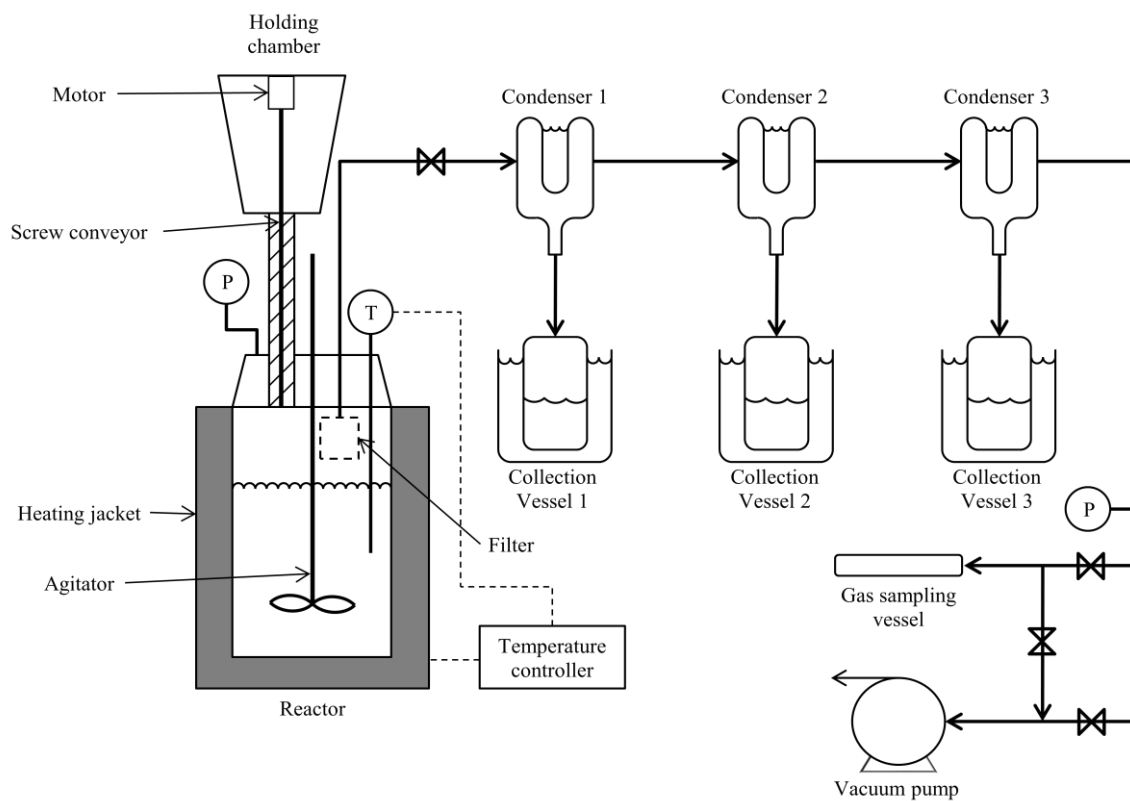 Holding
chamber
Motor
Condenser 1
Condenser 2
Condenser 3
Screw conveyor
P
T
Collection
Vessel 1
Collection
Vessel 2
Collection
Vessel 3
Heating jacket
Filter
P
Agitator
Gas sampling
vessel
Temperature
controller
Reactor
Vacuum pump